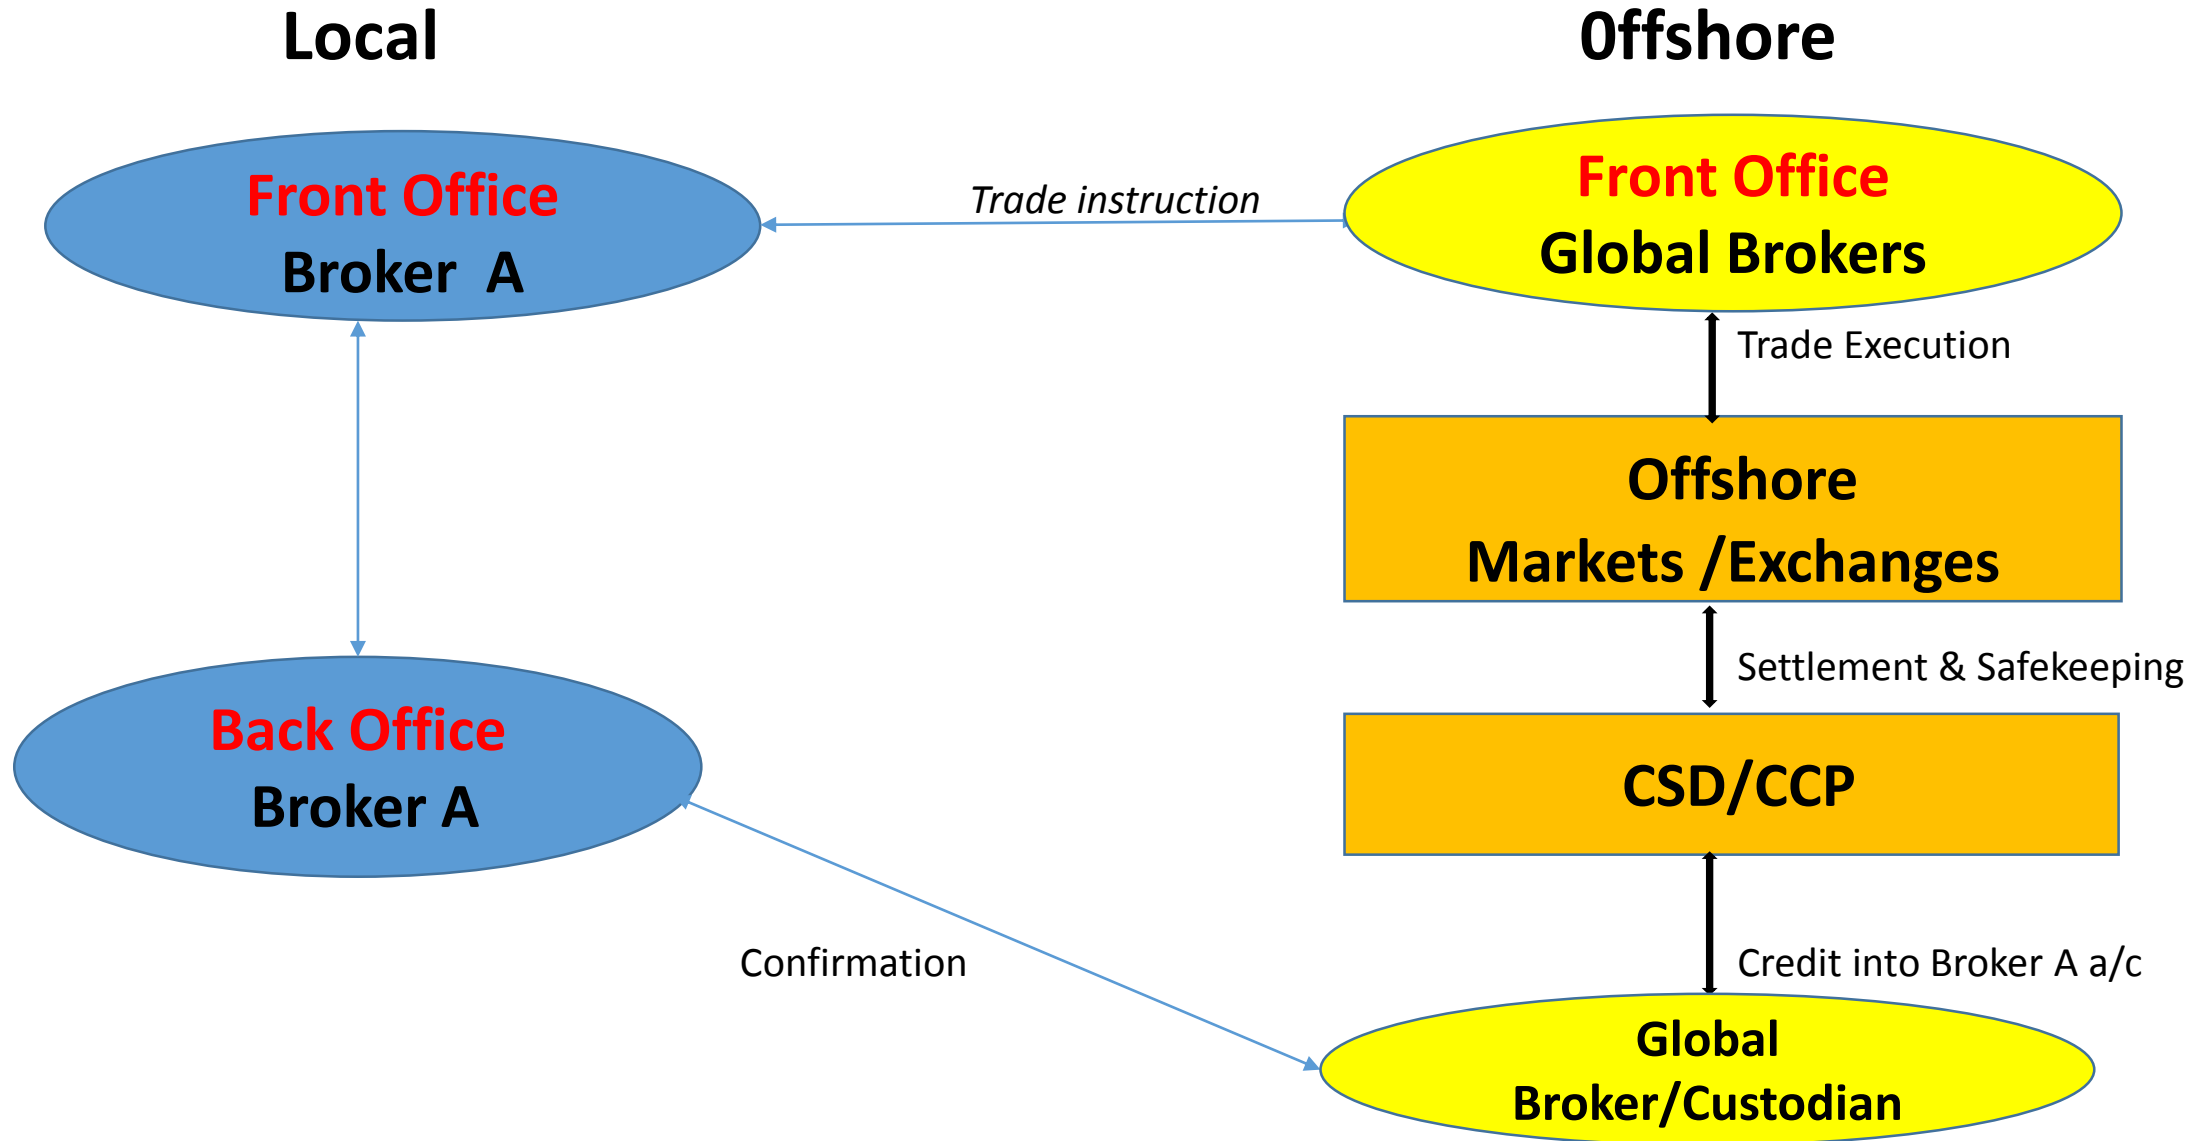 Local
0ffshore
Front Office
Broker  A
Trade instruction
Front Office
Global Brokers
Trade Execution
Offshore
Markets /Exchanges
Settlement & Safekeeping
Back Office
Broker A
CSD/CCP
Confirmation
Credit into Broker A a/c
Global
Broker/Custodian